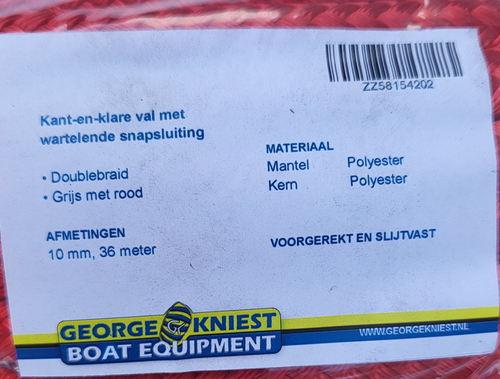 ZZ58154202
Kant-en-klare val met
wartelende snapsluiting
• Doublebraid
• Grijs met rood
AFMETINGEN
10 mm, 36 meter
MATERIAAL
Mantel Polyester
Kern Polyester
VOORGEREKT EN SLIJTVAST
GEORGE KNIEST
BOAT EQUIPMENT
WWW.GEORGEKNIEST.NL